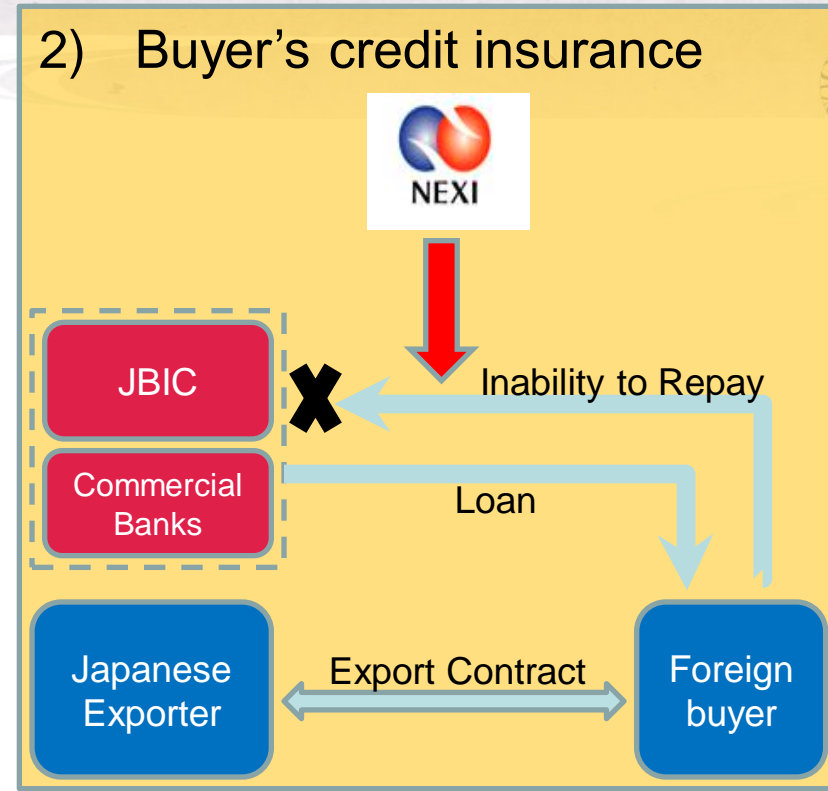 2) Buyer’s credit insurance
NEXI
JBIC
Inability to Repay
Commercial
Banks
Loan
Japanese
Exporter
Export Contract
Foreign
buyer